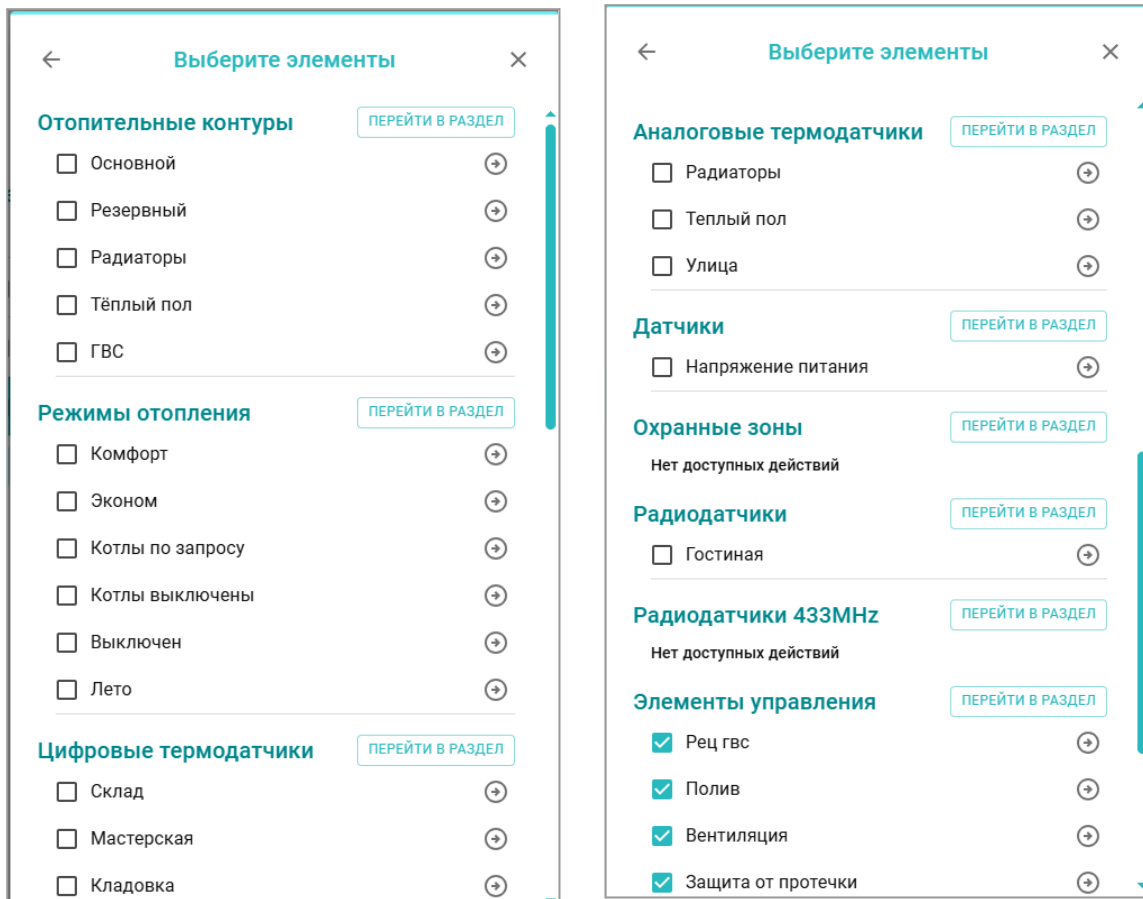 Выберите элементы
Отопительные контуры ПЕРЕЙТИ В РАЗДЕЛ
Основной
Резервный
Радиаторы
Тёплый пол
ГВС
Режимы отопления ПЕРЕЙТИ В РАЗДЕЛ
Комфорт
Эконом
Котлы по запросу
Котлы выключены
Выключен
Лето
Цифровые термодатчики ПЕРЕЙТИ В РАЗДЕЛ
Склад
Мастерская
Кладовка
Выберите элементы
Аналоговые термодатчики ПЕРЕЙТИ В РАЗДЕЛ
Радиаторы
Теплый пол
Улица
Датчики ПЕРЕЙТИ В РАЗДЕЛ
Напряжение питания
Охранные зоны ПЕРЕЙТИ В РАЗДЕЛ
Нет доступных действий
Радиодатчики ПЕРЕЙТИ В РАЗДЕЛ
Гостиная
Радиодатчики 433MHz ПЕРЕЙТИ В РАЗДЕЛ
Нет доступных действий
Элементы управления ПЕРЕЙТИ В РАЗДЕЛ
Рец гвс
Полив
Вентиляция
Защита от протечки